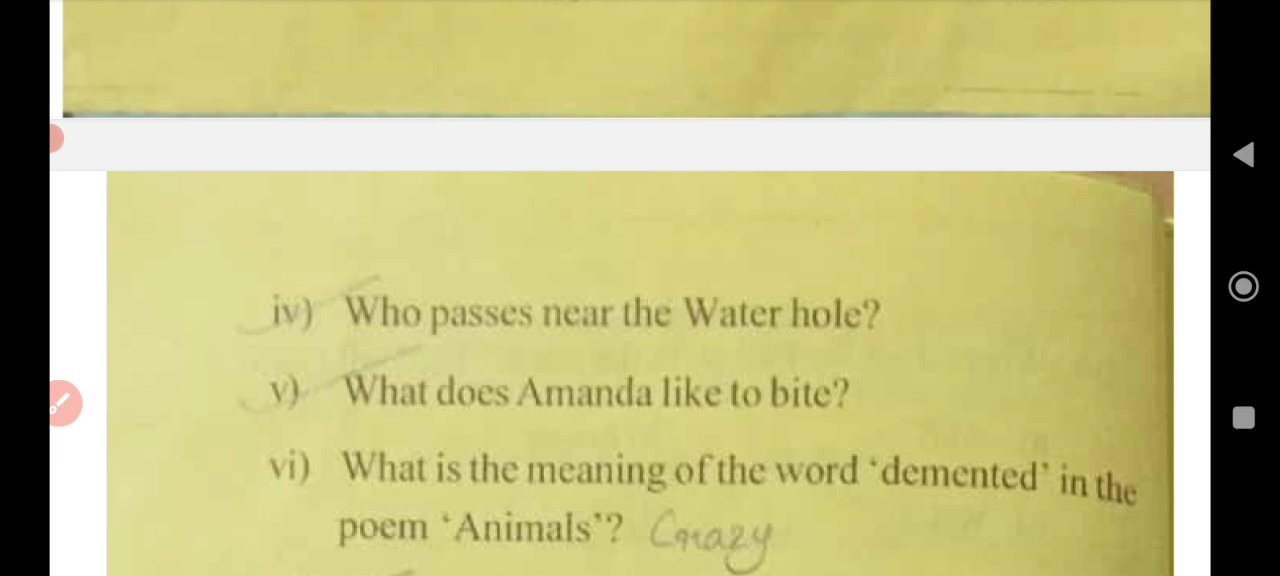 iv) Who passes near the Water hole?
v) What does Amanda like to bite?
vi) What is the meaning of the word ‘demented’ in the
poem ‘Animals’? Crazy